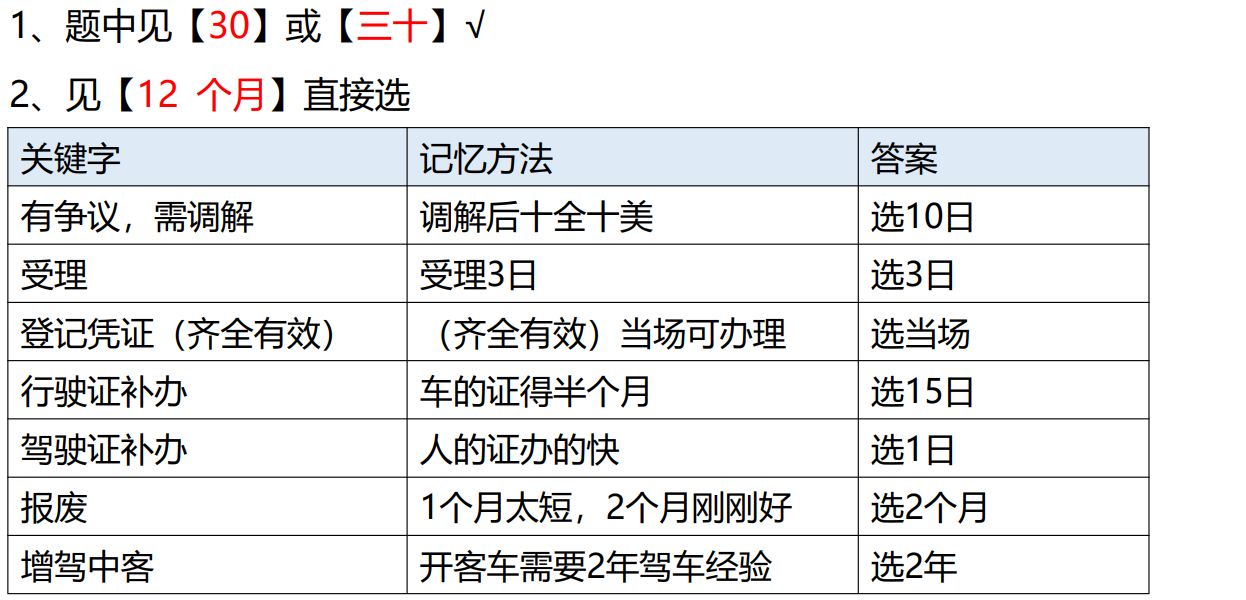 1、题中见【30】或【三十】√
2、见【12 个月】直接选
关键字 记忆方法 答案
有争议，需调解 调解后十全十美 选10日
受理 受理3日 选3日
登记凭证（齐全有效） （齐全有效）当场可办理 选当场
行驶证补办 车的证得半个月 选15日
驾驶证补办 人的证办的快 选1日
报废 1个月太短，2个月刚刚好 选2个月
增驾中客 开客车需要2年驾车经验 选2年